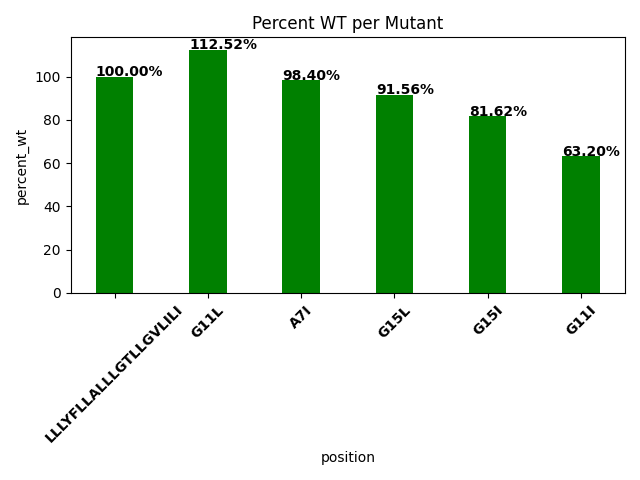 Percent WT per Mutant
percent_wt
100
80
60
40
20
0
100.00%
112.52%
98.40%
91.56%
81.62%
63.20%
LLLYFLLALLLGTLLGVLILI
G11L
A7I
G15L
G15I
G11I
position